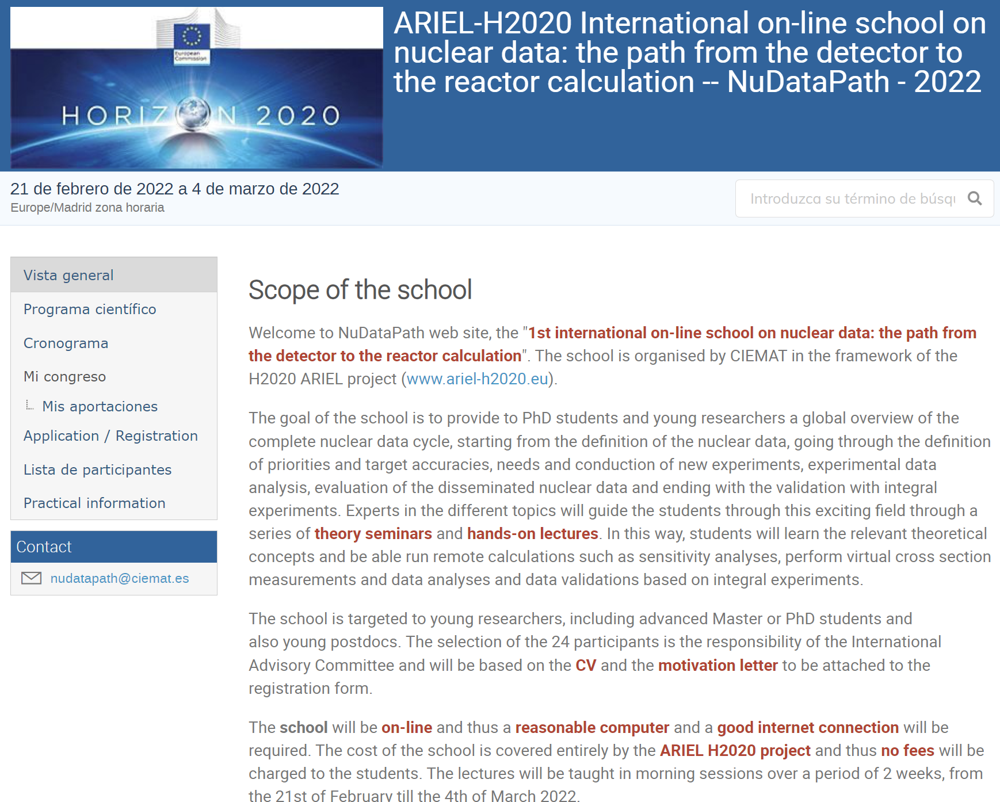 European
Commission
HORIZON 2020
ARIEL-H2020 International on-line school on
nuclear data: the path from the detector to
the reactor calculation -- NuDataPath - 2022
21 de febrero de 2022 a 4 de marzo de 2022
Europe/Madrid zona horaria
Introduzca su término de búsqu
Vista general
Programa científico
Cronograma
Mi congreso
Mis aportaciones
Application / Registration
Lista de participantes
Practical information
Contact
nudatapath@ciemat.es
Scope of the school
Welcome to NuDataPath web site, the "1st international on-line school on nuclear data: the path from
the detector to the reactor calculation". The school is organised by CIEMAT in the framework of the
H2020 ARIEL project (www.ariel-h2020.eu).
The goal of the school is to provide to PhD students and young researchers a global overview of the
complete nuclear data cycle, starting from the definition of the nuclear data, going through the definition
of priorities and target accuracies, needs and conduction of new experiments, experimental data
analysis, evaluation of the disseminated nuclear data and ending with the validation with integral
experiments. Experts in the different topics will guide the students through this exciting field through a
series of theory seminars and hands-on lectures. In this way, students will learn the relevant theoretical
concepts and be able run remote calculations such as sensitivity analyses, perform virtual cross section
measurements and data analyses and data validations based on integral experiments.
The school is targeted to young researchers, including advanced Master or PhD students and
also young postdocs. The selection of the 24 participants is the responsibility of the International
Advisory Committee and will be based on the CV and the motivation letter to be attached to the
registration form.
The school will be on-line and thus a reasonable computer and a good internet connection will be
required. The cost of the school is covered entirely by the ARIEL H2020 project and thus no fees will be
charged to the students. The lectures will be taught in morning sessions over a period of 2 weeks, from
the 21st of February till the 4th of March 2022.